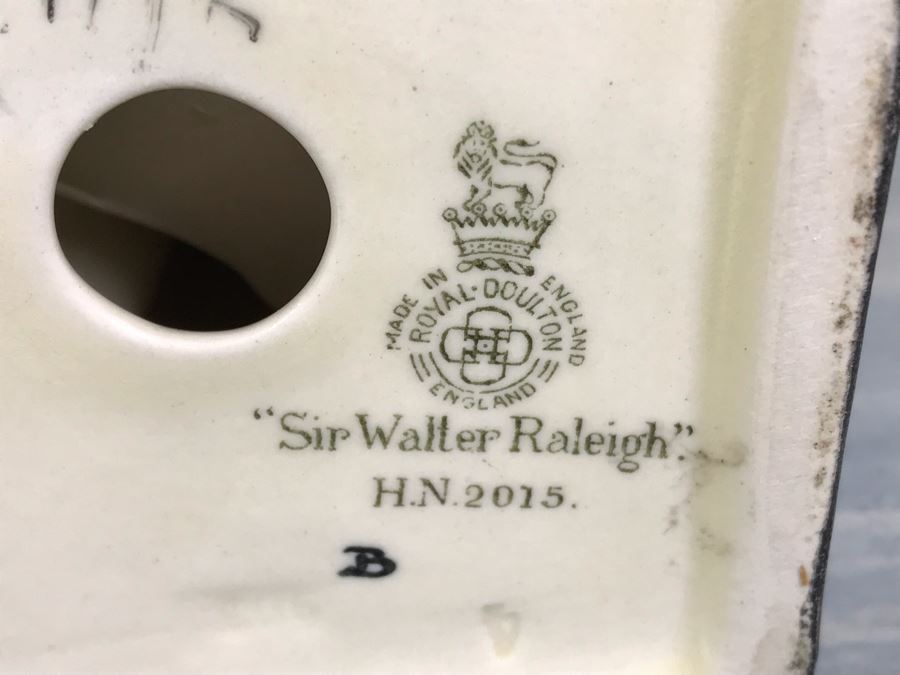 MADE IN ENGLAND
ROYAL·DOULTON
ENGLAND
“Sir Walter Raleigh”.
H.N.2015.
B